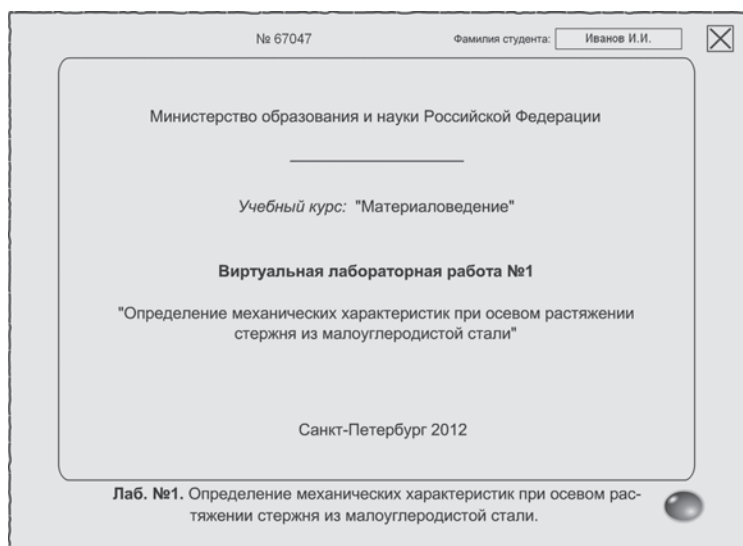 № 67047 Фамилия студента: Иванов И.И.
Министерство образования и науки Российской Федерации
Учебный курс: "Материаловедение"
Виртуальная лабораторная работа №1
"Определение механических характеристик при осевом растяжении
стержня из малоуглеродистой стали"
Санкт-Петербург 2012
Лаб. №1. Определение механических характеристик при осевом рас-
тяжении стержня из малоуглеродистой стали.